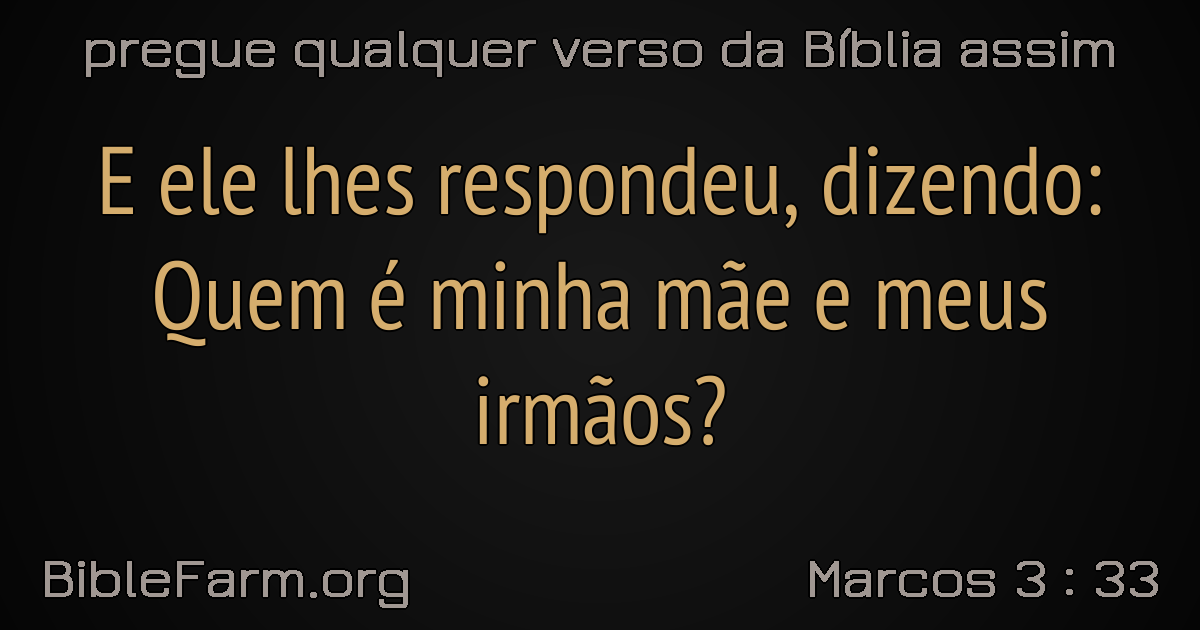 pregue qualquer verso da Bíblia assim
E ele lhes respondeu, dizendo:
Quem é minha mãe e meus
irmãos?
BibleFarm.org
Marcos 3 : 33